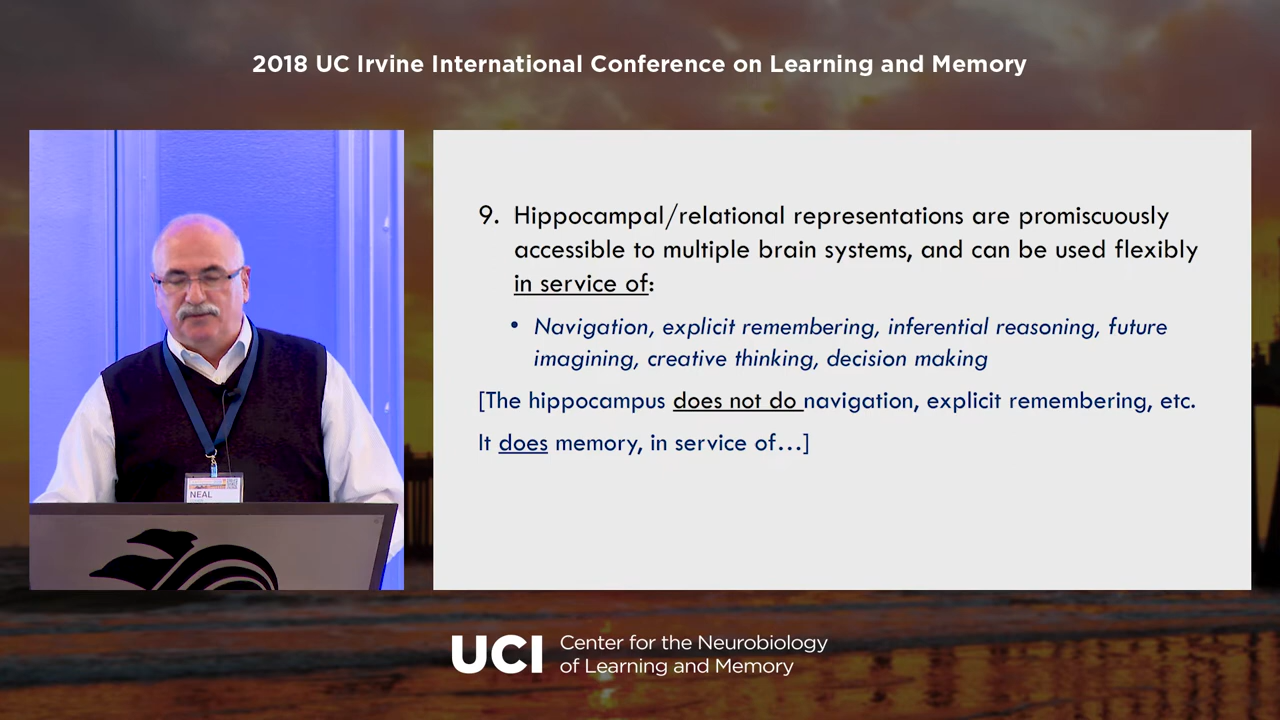 2018 UC Irvine International Conference on Learning and Memory
NEAL
9. Hippocampal/relational representations are promiscuously
accessible to multiple brain systems, and can be used flexibly
in service of:
• Navigation, explicit remembering, inferential reasoning, future
imagining, creative thinking, decision making
[The hippocampus does not do navigation, explicit remembering, etc.
It does memory, in service of…]
UCI Center for the Neurobiology
of Learning and Memory